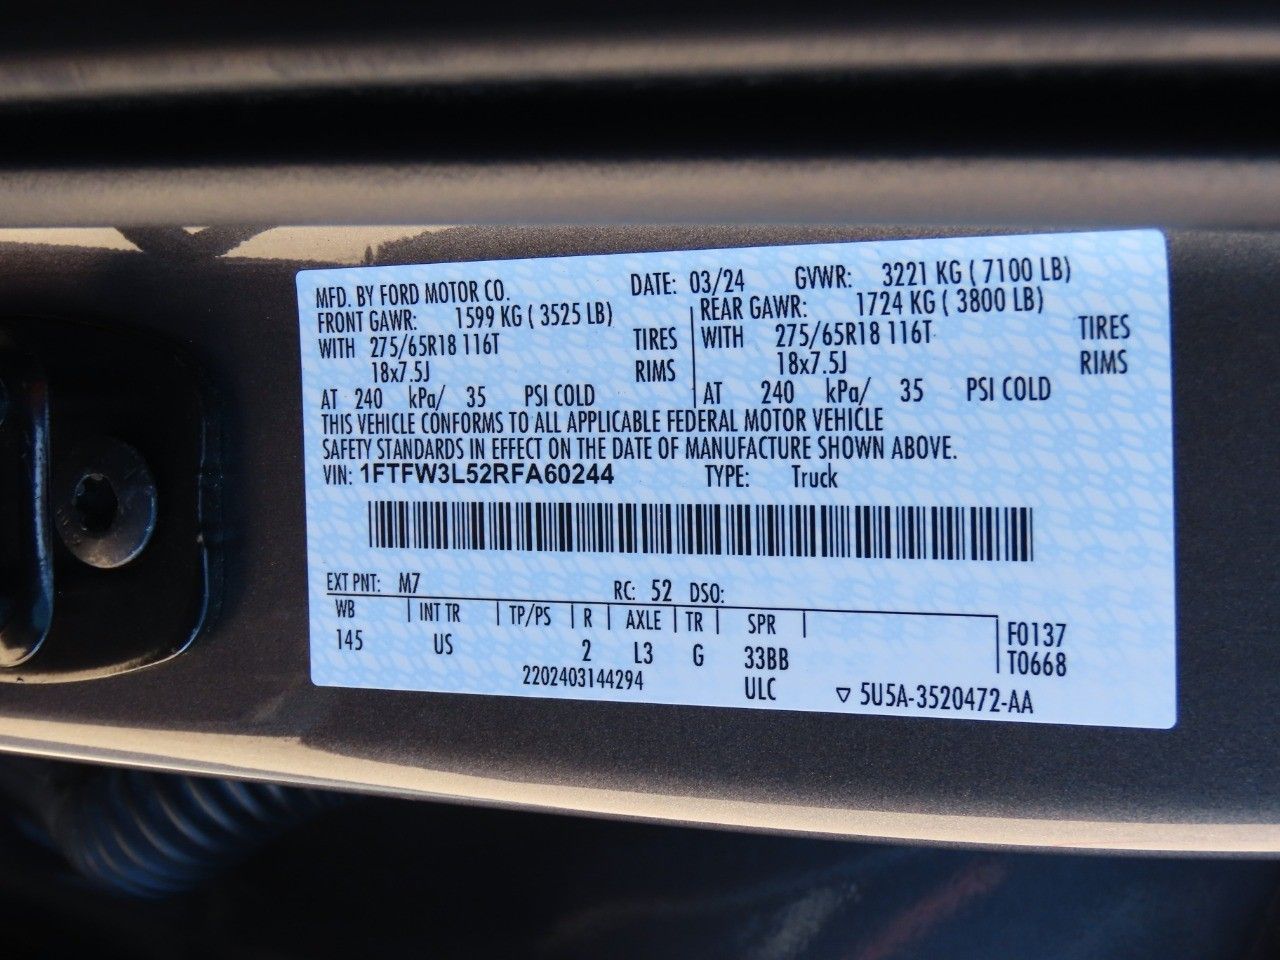 MFD. BY FORD MOTOR CO. DATE: 03/24 GVWR: 3221 KG ( 7100 LB)
FRONT GAWR: 1599 KG ( 3525 LB) REAR GAWR: 1724 KG ( 3800 LB)
WITH 275/65R18 116T TIRES WITH 275/65R18 116T TIRES
18x7.5J RIMS 18x7.5J RIMS
AT 240 kPa/ 35 PSI COLD AT 240 kPa/ 35 PSI COLD
THIS VEHICLE CONFORMS TO ALL APPLICABLE FEDERAL MOTOR VEHICLE
SAFETY STANDARDS IN EFFECT ON THE DATE OF MANUFACTURE SHOWN ABOVE.
VIN: 1FTFW3L52RFA60244 TYPE: Truck
EXT PNT: M7 RC: 52 DSO:
WB INT TR TP/PS R AXLE TR SPR F0137
145 US 2 L3 G 33BB T0668
2202403144294 ULC ▽ 5U5A-3520472-AA